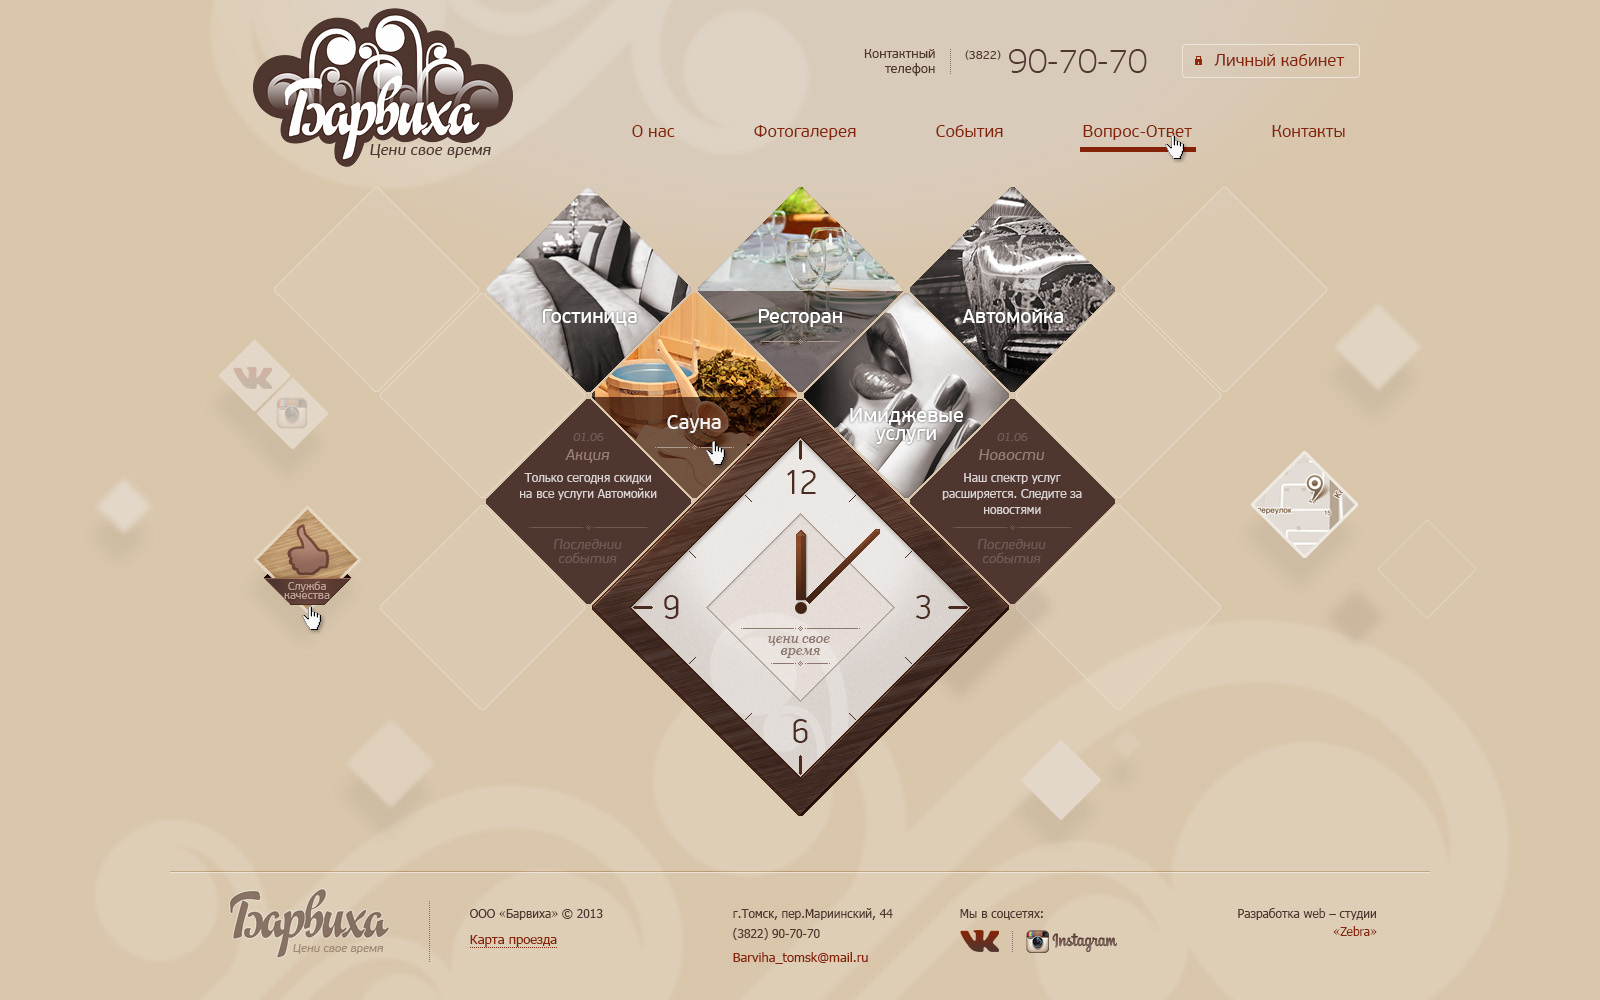 Барвиха
Цени свое время
Контактный
телефон
(3822) 90-70-70
Личный кабинет
О нас
Фотогалерея
События
Вопрос-Ответ
Контакты
Гостиница
Ресторан
Автомойка
Сауна
Имиджевые
услуги
01.06
Акция
Только сегодня скидки
на все услуги Автомойки
Последнии
события
01.06
Новости
Наш спектр услуг
расширяется. Следите за
новостями
Последнии
события
12
9
3
6
цени свое
время
Служба
качества
переулок
15
Барвиха
Цени свое время
ООО «Барвиха» © 2013
Карта проезда
г.Томск, пер.Мариинский, 44
(3822) 90-70-70
Barviha_tomsk@mail.ru
Мы в соцсетях:
Instagram
Разработка web – студии
«Zebra»